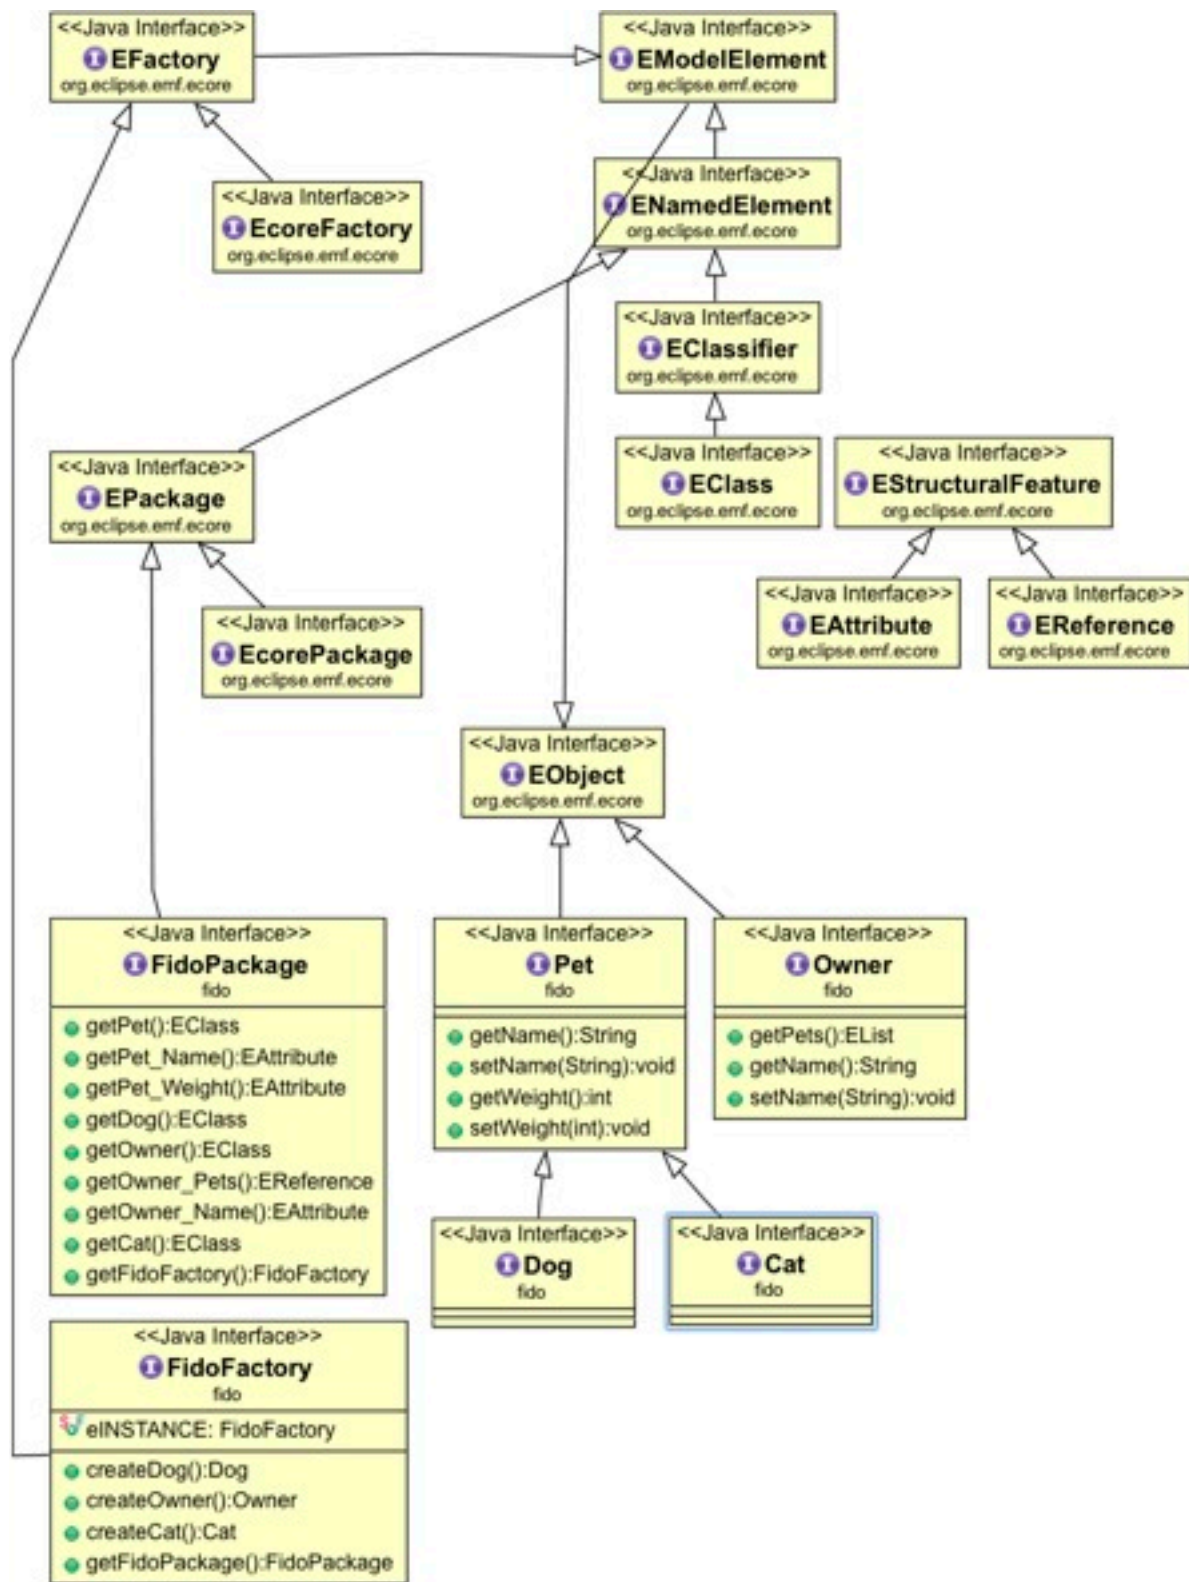 <<Java Interface>>
EFactory
org.eclipse.emf.ecore
<<Java Interface>>
EModelElement
org.eclipse.emf.ecore
<<Java Interface>>
EcoreFactory
org.eclipse.emf.ecore
<<Java Interface>>
ENamedElement
org.eclipse.emf.ecore
<<Java Interface>>
EClassifier
org.eclipse.emf.ecore
<<Java Interface>>
EPackage
org.eclipse.emf.ecore
<<Java Interface>>
EClass
org.eclipse.emf.ecore
<<Java Interface>>
EStructuralFeature
org.eclipse.emf.ecore
<<Java Interface>>
EcorePackage
org.eclipse.emf.ecore
<<Java Interface>>
EAttribute
org.eclipse.emf.ecore
<<Java Interface>>
EReference
org.eclipse.emf.ecore
<<Java Interface>>
EObject
org.eclipse.emf.ecore
<<Java Interface>>
FidoPackage
fido
getPet():EClass
getPet_Name():EAttribute
getPet_Weight():EAttribute
getDog():EClass
getOwner():EClass
getOwner_Pets():EReference
getOwner_Name():EAttribute
getCat():EClass
getFidoFactory():FidoFactory
<<Java Interface>>
Pet
fido
getName():String
setName(String):void
getWeight():int
setWeight(int):void
<<Java Interface>>
Owner
fido
getPets():EList
getName():String
setName(String):void
<<Java Interface>>
Dog
fido
<<Java Interface>>
Cat
fido
<<Java Interface>>
FidoFactory
fido
eINSTANCE: FidoFactory
createDog():Dog
createOwner():Owner
createCat():Cat
getFidoPackage():FidoPackage